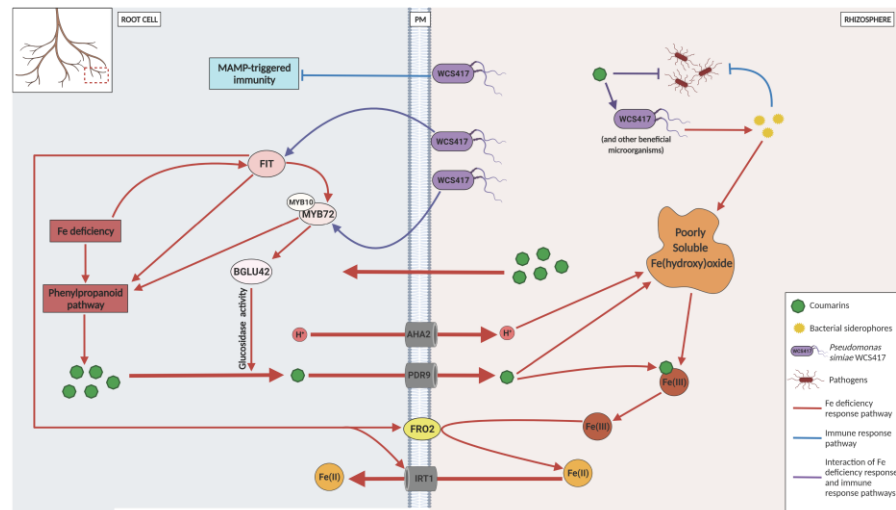 ROOT CELL
PM
RHIZOSPHERE
MAMP-triggered
immunity
WCS417
WCS417
WCS417
WCS417
(and other beneficial
microorganisms)
FIT
MYB10
MYB72
Fe deficiency
BGLU42
Phenylpropanoid
pathway
Glucosidase activity
Poorly
Soluble
Fe(hydroxy)oxide
H⁺
AHA2
H⁺
PDR9
Fe(III)
FRO2
Fe(III)
Fe(II)
IRT1
Fe(II)
Coumarins
Bacterial siderophores
WCS417
Pseudomonas
simiae WCS417
Pathogens
Fe deficiency
response pathway
Immune response
pathway
Interaction of Fe
deficiency response
and immune
response pathways